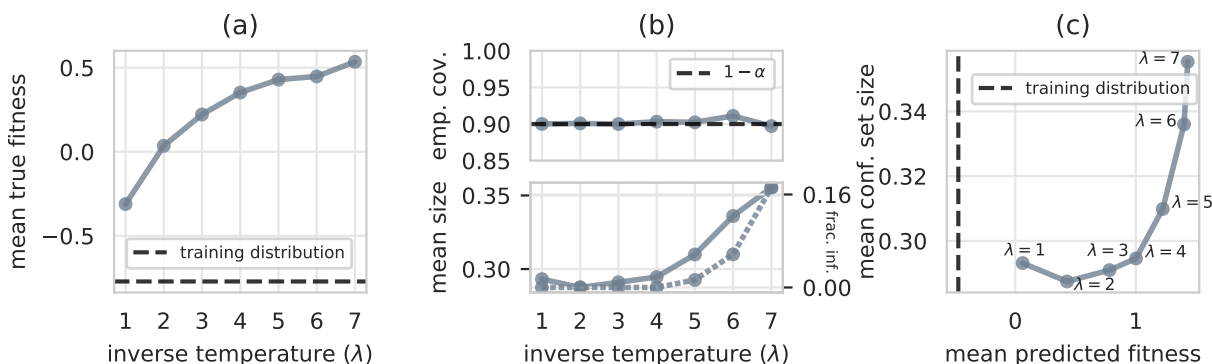 (a)
mean true fitness
0.5
0.0
−0.5
training distribution
1 2 3 4 5 6 7
inverse temperature (λ)
(b)
emp. cov.
1.00
0.95
0.90
0.85
1 − α
mean size
0.35
0.30
0.16
0.00
frac. inf.
1 2 3 4 5 6 7
inverse temperature (λ)
(c)
mean conf. set size
0.34
0.32
0.30
λ = 7
training distribution
λ = 6
λ = 5
λ = 1
λ = 3
λ = 4
λ = 2
0 1
mean predicted fitness